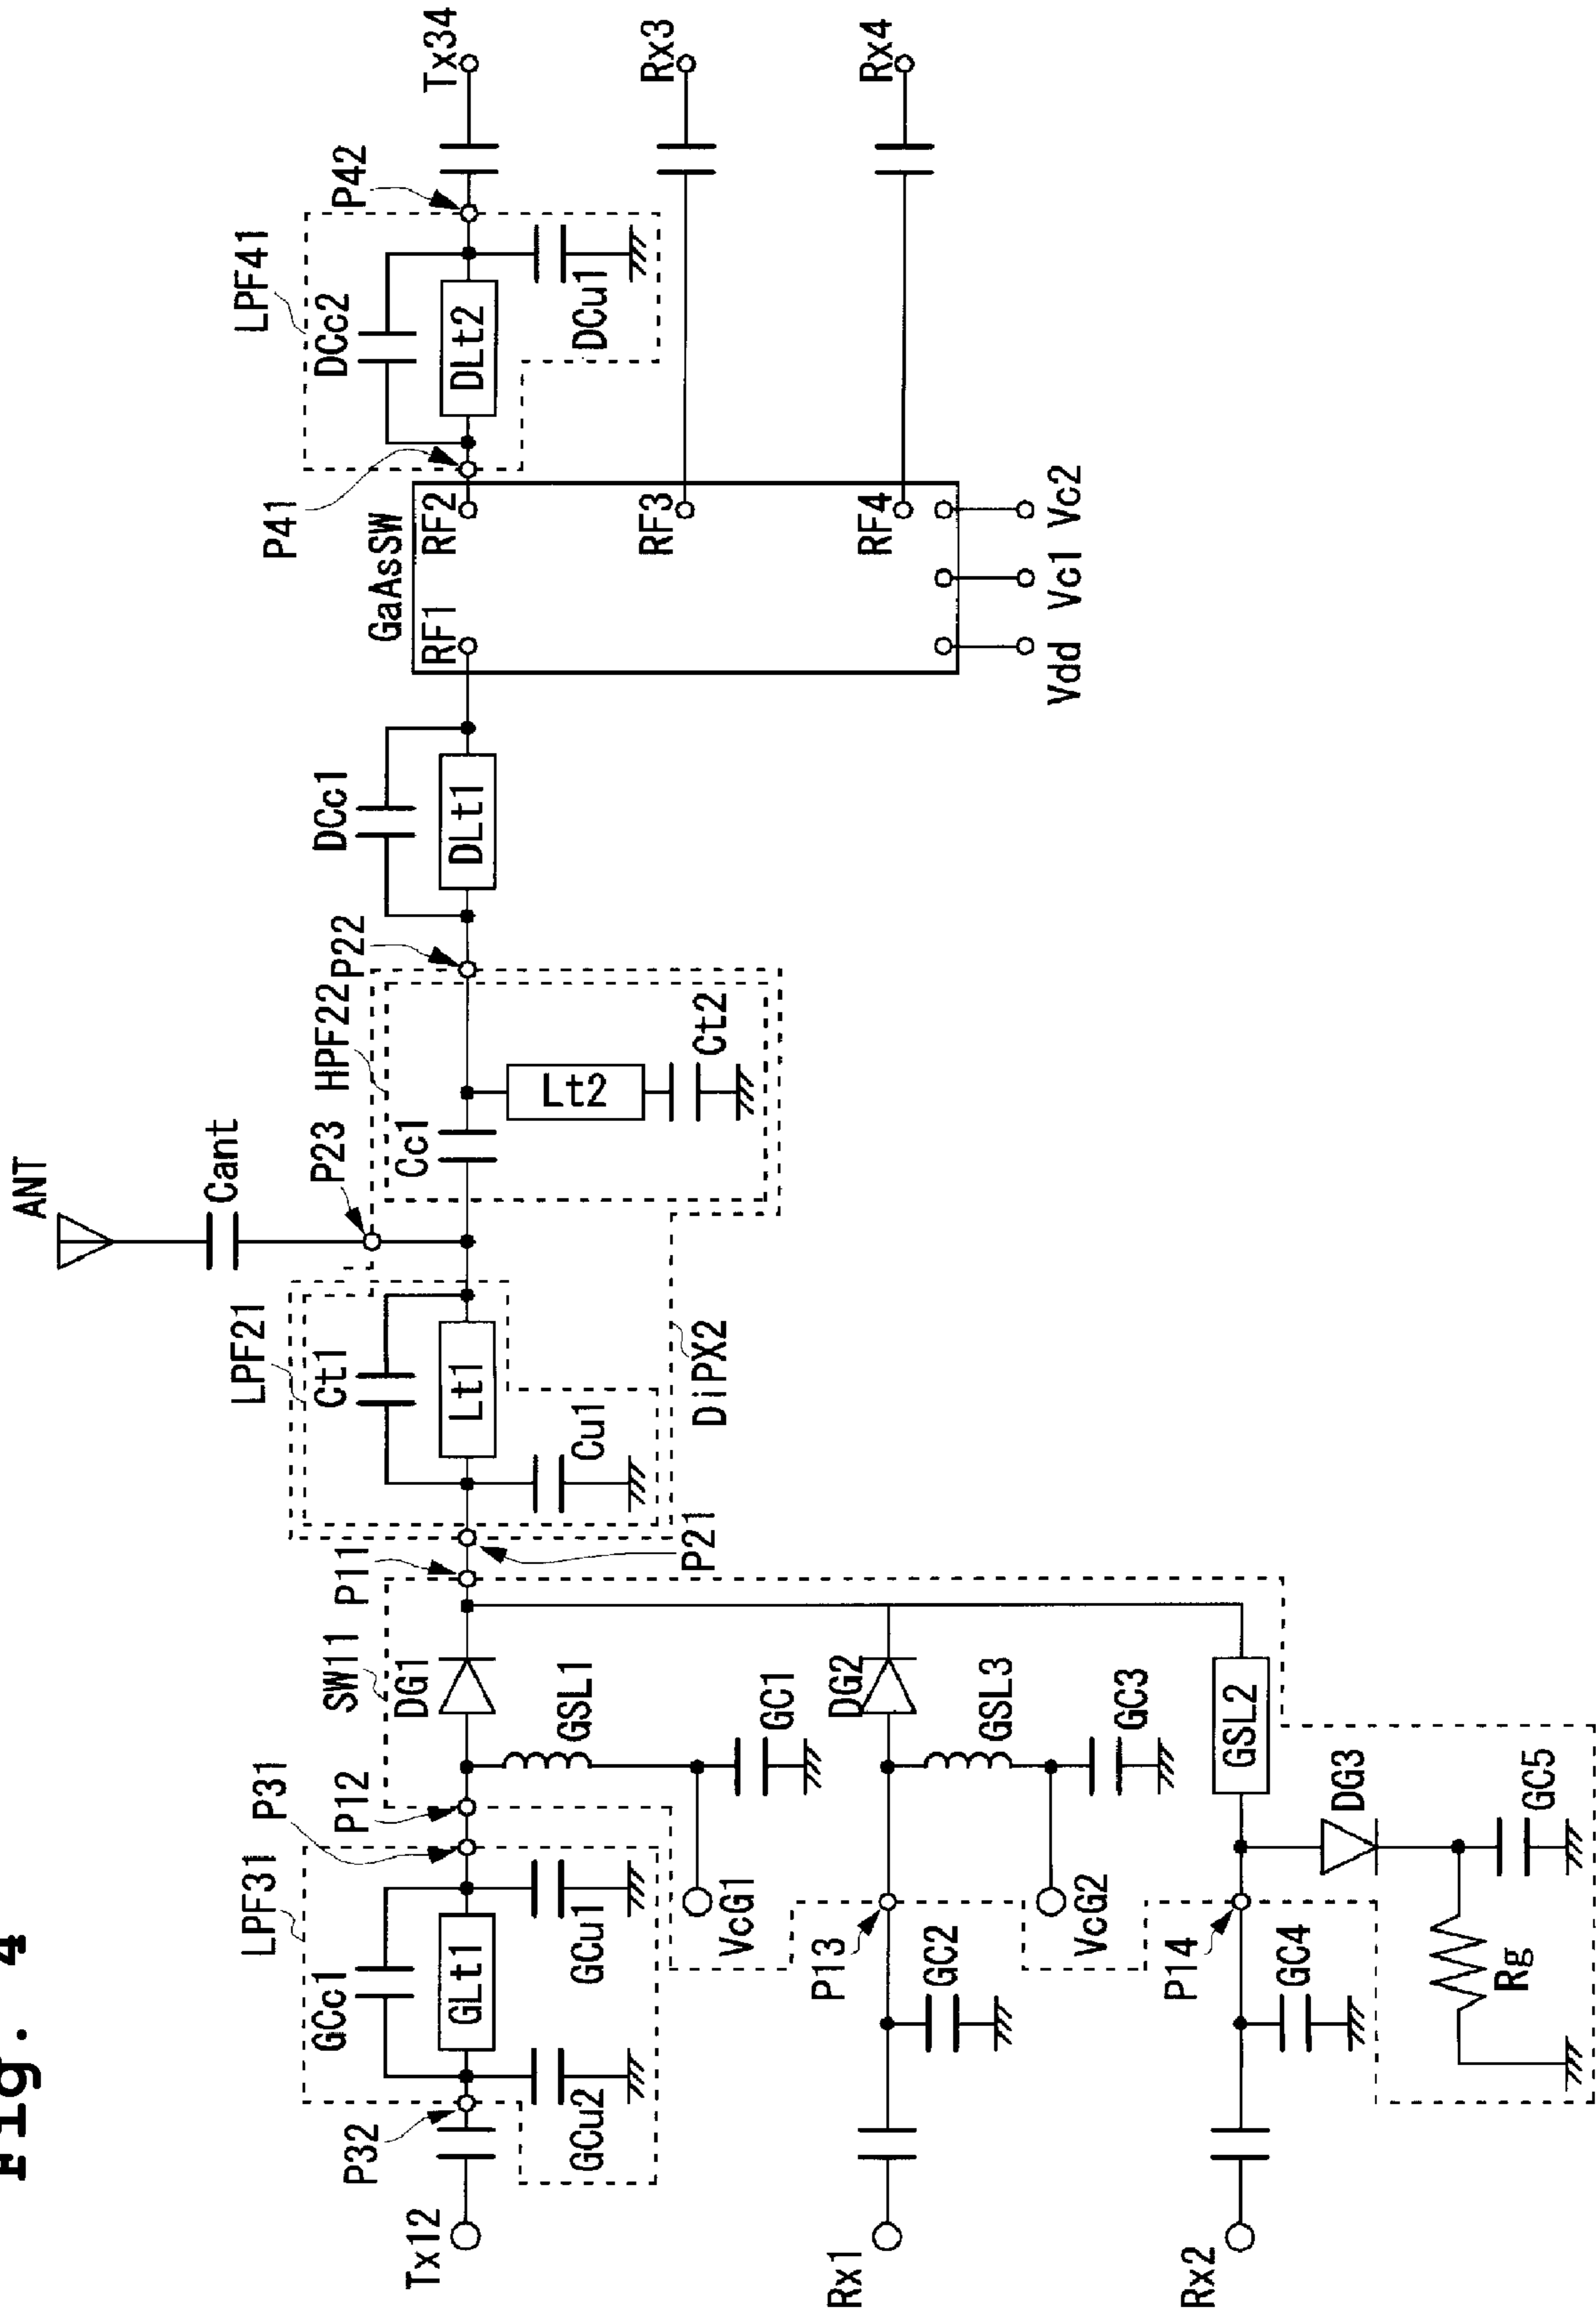 Fig. 4
ANT
Cant
P23
HPF22
P22
Cc1
Lt2
Ct2
LPF21
Ct1
Lt1
Cu1
DiPX2
P21
P11
SW11
DG1
GSL1
GC1
P12
P31
LPF31
GCc1
GLt1
GCu1
GCu2
P32
Tx12
VcG1
DG2
GSL3
GC3
VcG2
P13
GC2
Rx1
GSL2
DG3
GC5
Rg
P14
GC4
Rx2
DCc1
DLt1
GaAsSW
RF1
RF2
RF3
RF4
Vdd
Vc1
Vc2
P41
LPF41
DCc2
DLt2
DCu1
P42
Tx34
Rx3
Rx4